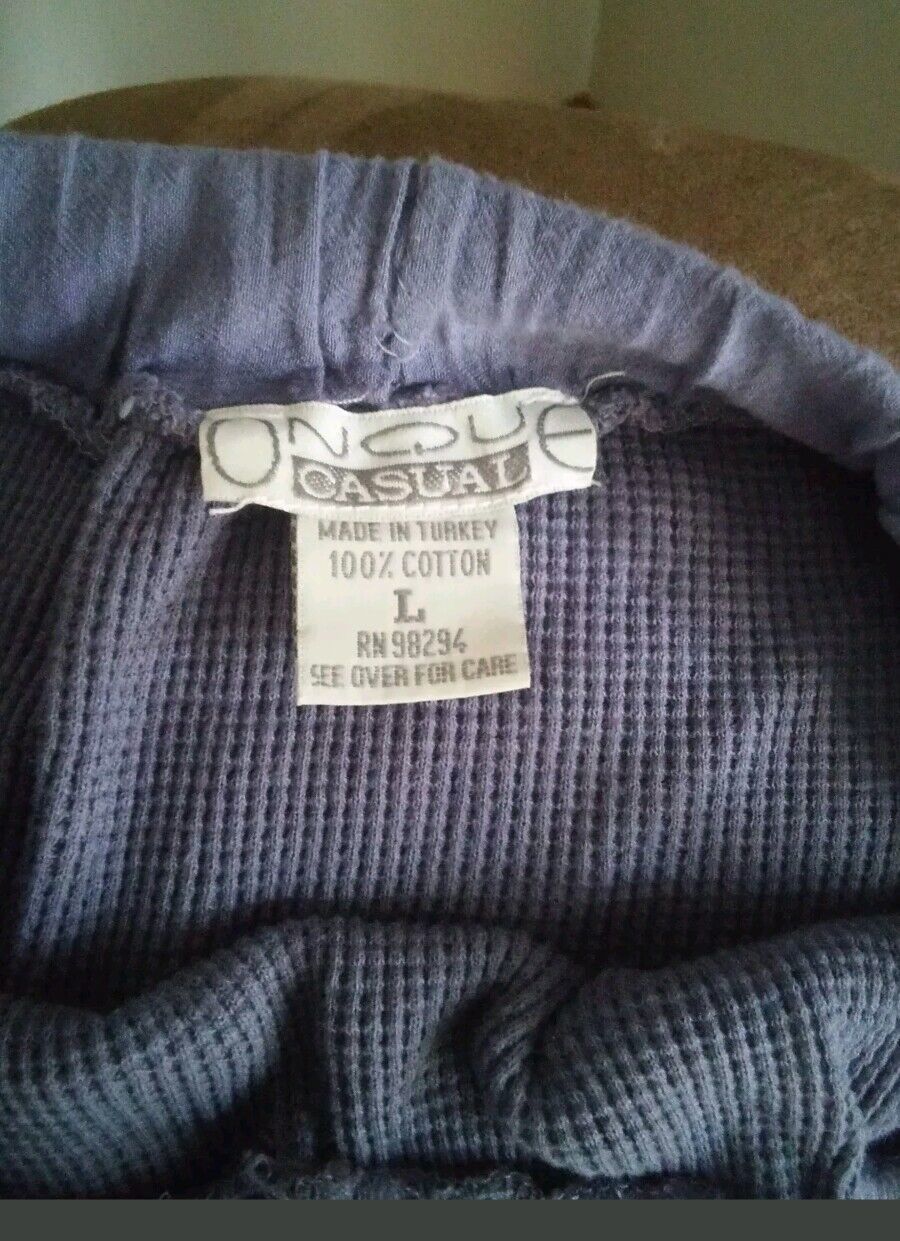 ONQUE
CASUAL
MADE IN TURKEY
100% COTTON
L
RN 98294
SEE OVER FOR CARE